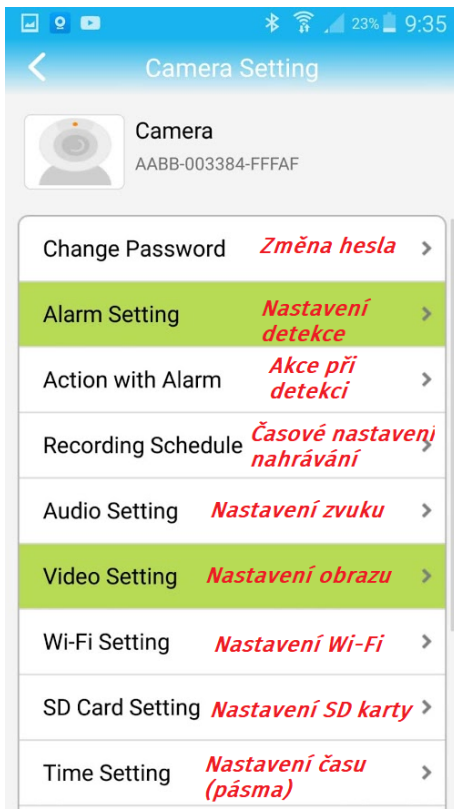 23% 9:35
Camera Setting
Camera
AABB-003384-FFFAF
Change Password Změna hesla
Alarm Setting Nastavení
detekce
Action with Alarm Akce při
detekci
Recording Schedule Časové nastavení
nahrávání
Audio Setting Nastavení zvuku
Video Setting Nastavení obrazu
Wi-Fi Setting Nastavení Wi-Fi
SD Card Setting Nastavení SD karty
Time Setting Nastavení času
(pásma)